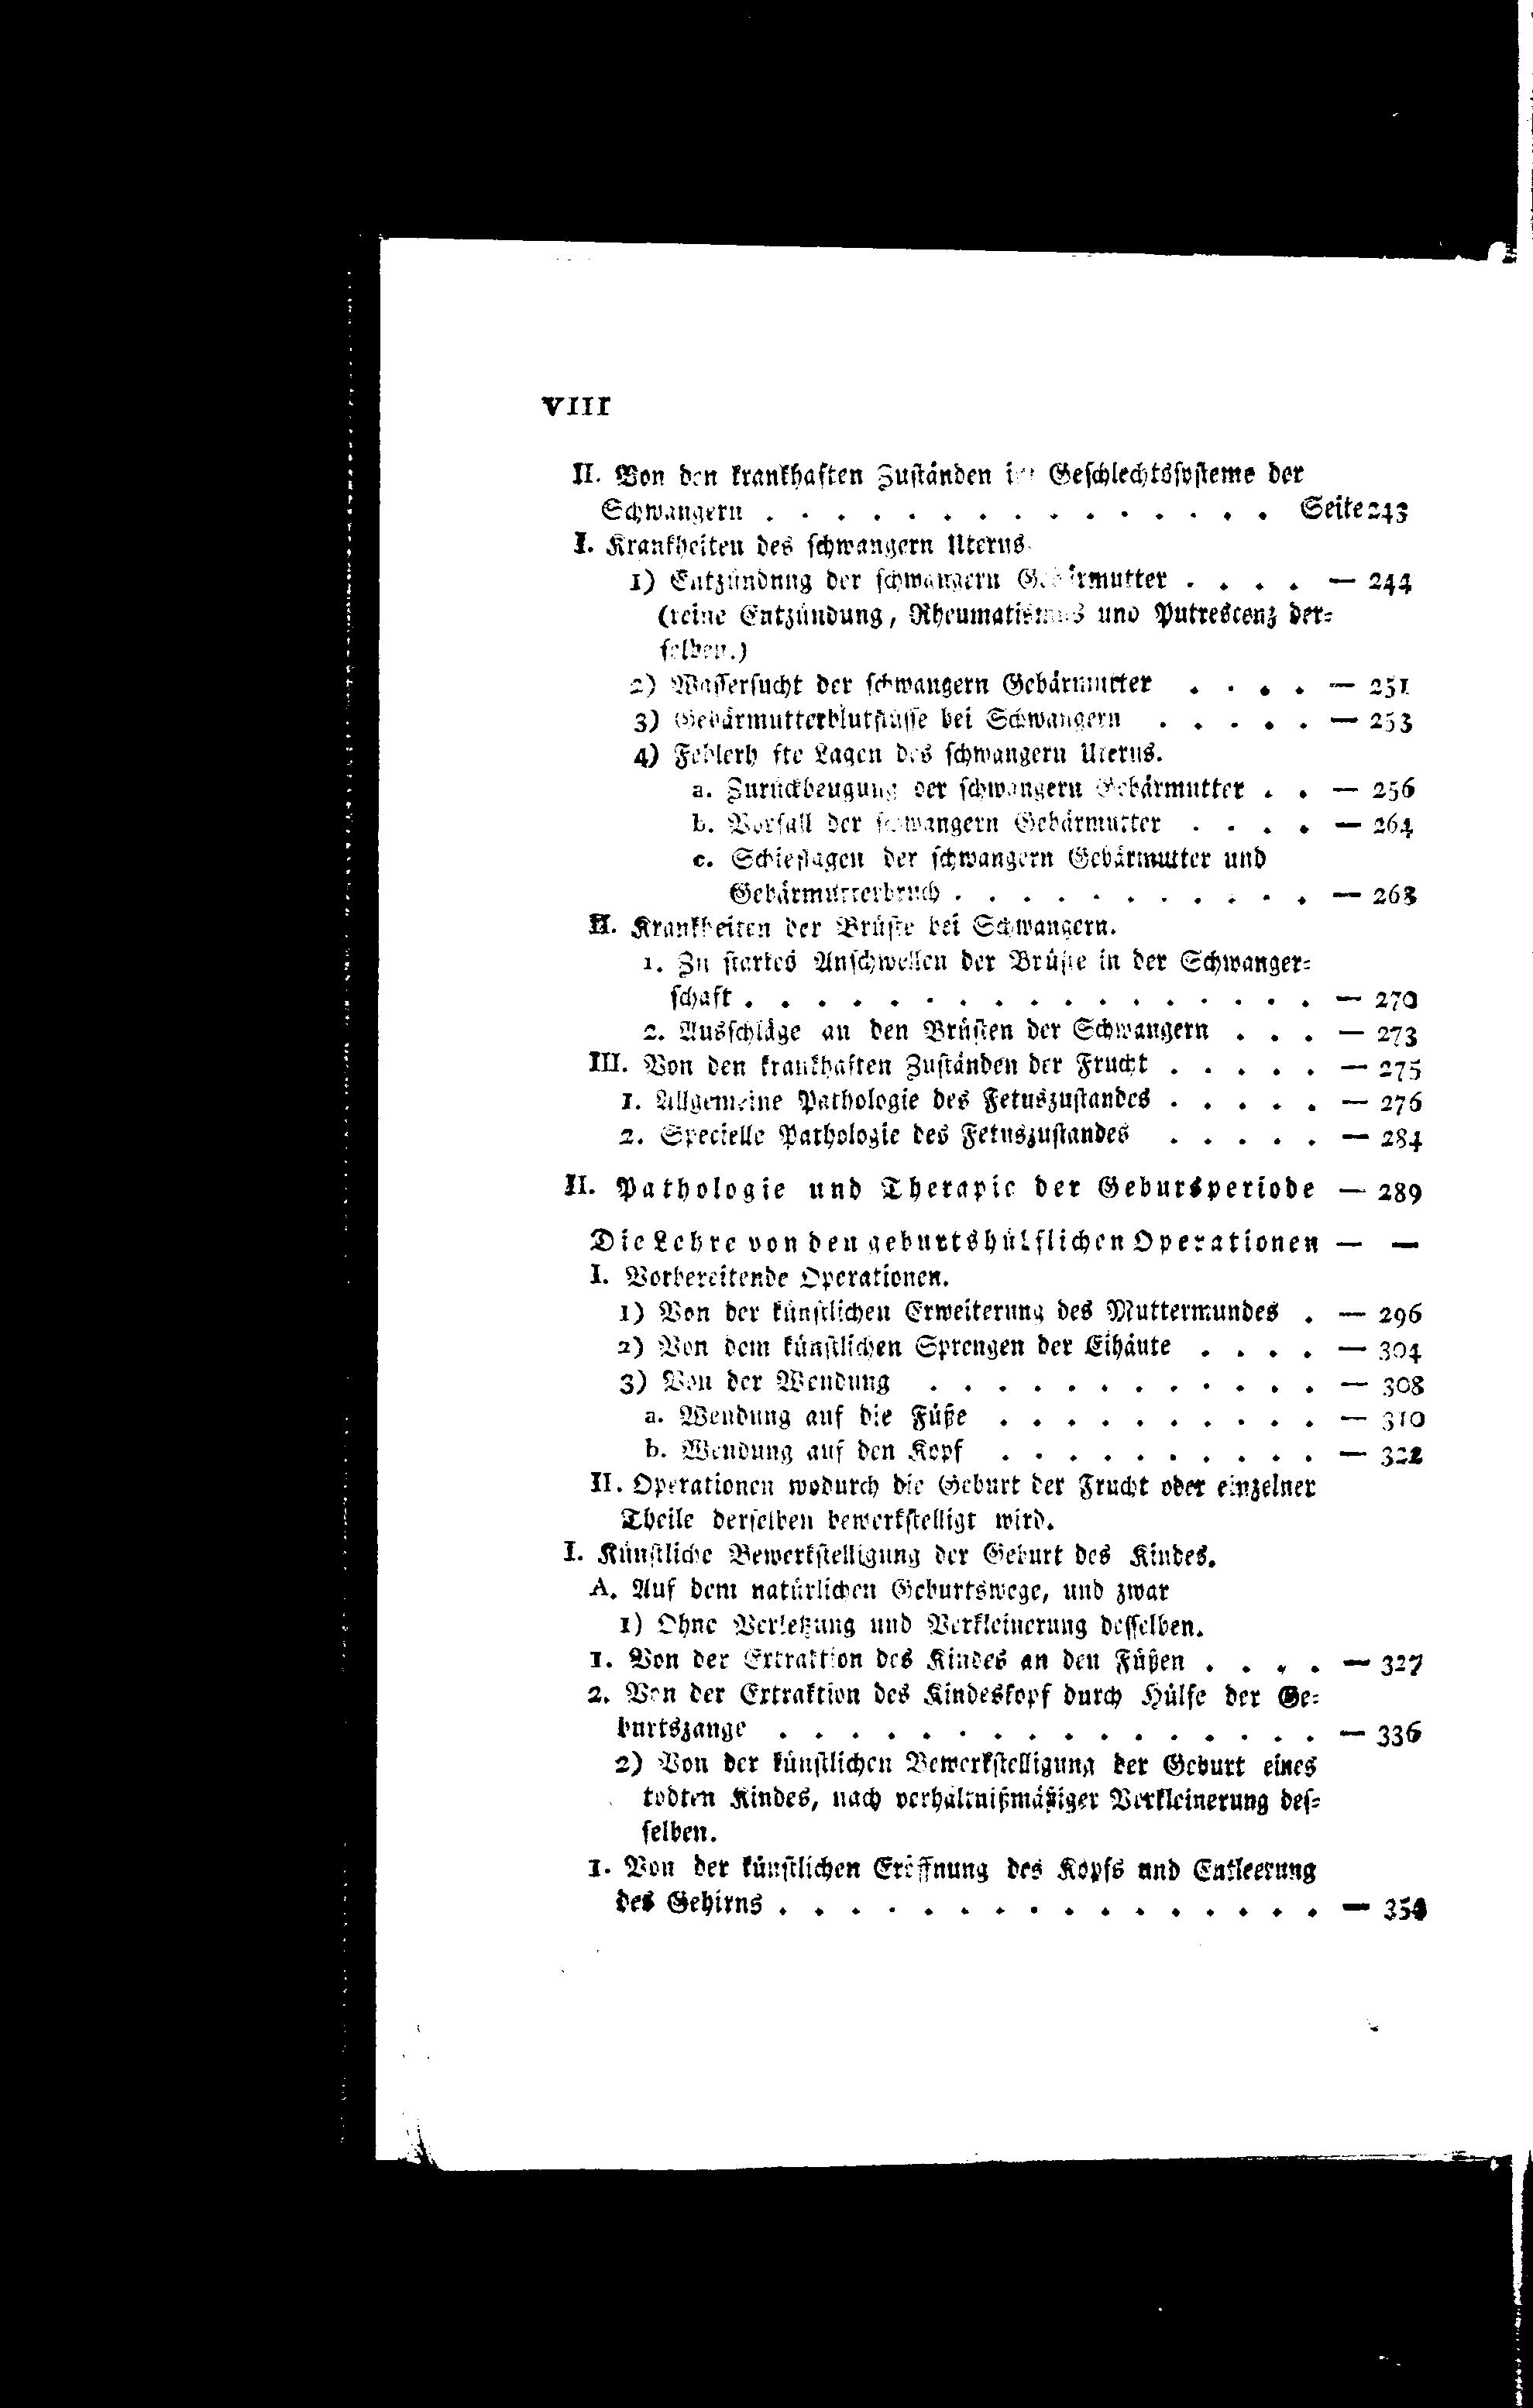 VIII
II. Von den krankhaften Zuständen im Geschlechtssysteme der
Schwangern . . . . . . . . . . . . . . . Seite 243
I. Krankheiten des schwangern Uterus
1) Entzündung der schwangern Gebärmutter . . . . — 244
(reine Entzündung, Rheumatismus und Putrescenz der-
selben.)
2) Wassersucht der schwangern Gebärmutter . . . . — 251
3) Gebärmutterblutflüsse bei Schwangern . . . . . — 253
4) Fehlerhafte Lagen des schwangern Uterus.
a. Zurückbeugung der schwangern Gebärmutter . . — 256
b. Vorfall der schwangern Gebärmutter . . . . — 264
c. Schieflagen der schwangern Gebärmutter und
Gebärmutterbruch . . . . . . . . . . . — 268
II. Krankheiten der Brüste bei Schwangern.
1. Zu starkes Anschwellen der Brüste in der Schwanger-
schaft . . . . . . . . . . . . . . . . . — 270
2. Ausschläge an den Brüsten der Schwangern . . . — 273
III. Von den krankhaften Zuständen der Frucht . . . . . — 275
1. Allgemeine Pathologie des Fetuszustandes . . . . . — 276
2. Specielle Pathologie des Fetuszustandes . . . . . — 284
II. Pathologie und Therapie der Gebursperiode — 289
Die Lehre von den geburtshülflichen Operationen — —
I. Vorbereitende Operationen.
1) Von der künstlichen Erweiterung des Muttermundes . — 296
2) Von dem künstlichen Sprengen der Eihäute . . . . — 304
3) Von der Wendung . . . . . . . . . . . . — 308
a. Wendung auf die Füße . . . . . . . . . . — 310
b. Wendung auf den Kopf . . . . . . . . . . — 322
II. Operationen wodurch die Geburt der Frucht oder einzelner
Theile derselben bewerkstelligt wird.
I. Künstliche Bewerkstelligung der Geburt des Kindes.
A. Auf dem natürlichen Geburtswege, und zwar
1) Ohne Verletzung und Verkleinerung desselben.
1. Von der Extraktion des Kindes an den Füßen . . . . — 327
2. Von der Extraktion des Kindeskopf durch Hülfe der Ge-
burtszange . . . . . . . . . . . . . . . . — 336
2) Von der künstlichen Bewerkstelligung der Geburt eines
todten Kindes, nach verhältnißmäßiger Verkleinerung des-
selben.
1. Von der künstlichen Eröffnung des Kopfs und Entleerung
des Gehirns . . . . . . . . . . . . . . . . —